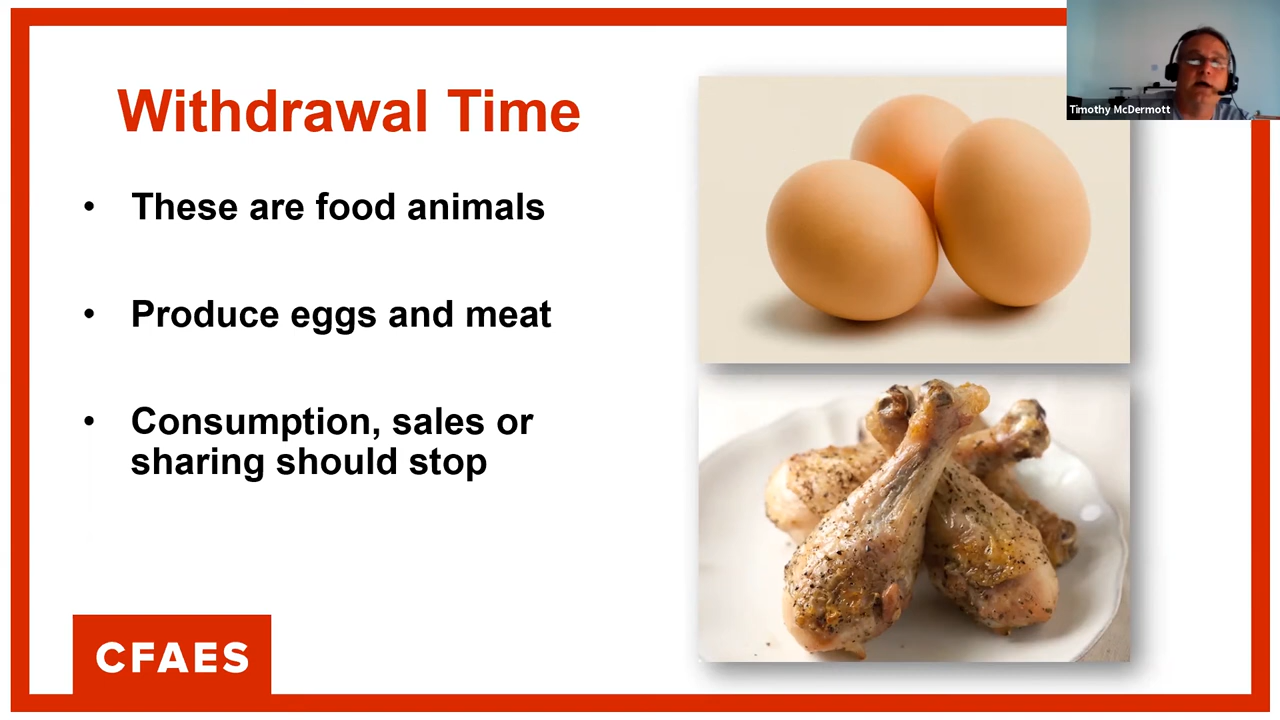 Withdrawal Time
Timothy McDermott
• These are food animals
• Produce eggs and meat
• Consumption, sales or
sharing should stop
CFAES